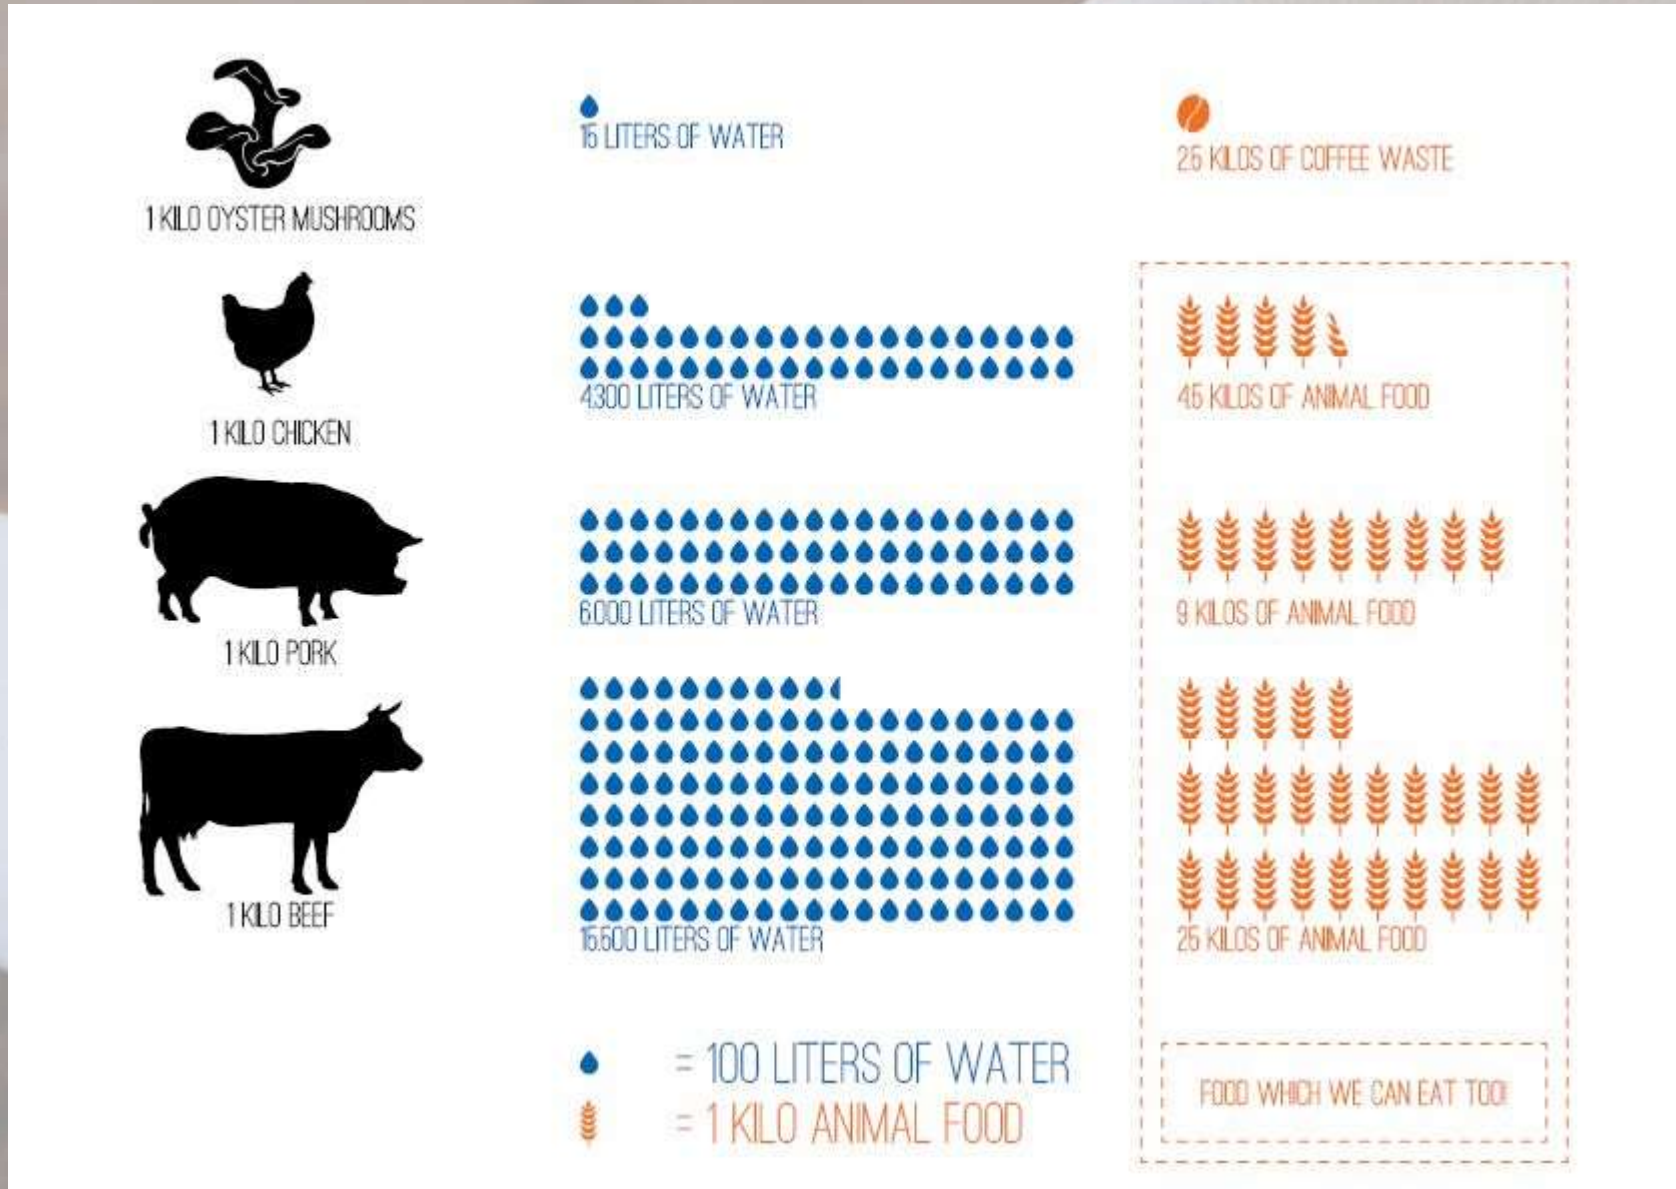 1 KILO OYSTER MUSHROOMS
15 LITERS OF WATER
25 KILOS OF COFFEE WASTE
1 KILO CHICKEN
4.300 LITERS OF WATER
4.5 KILOS OF ANIMAL FOOD
1 KILO PORK
6.000 LITERS OF WATER
9 KILOS OF ANIMAL FOOD
1 KILO BEEF
15.500 LITERS OF WATER
25 KILOS OF ANIMAL FOOD
= 100 LITERS OF WATER
= 1 KILO ANIMAL FOOD
FOOD WHICH WE CAN EAT TOO!